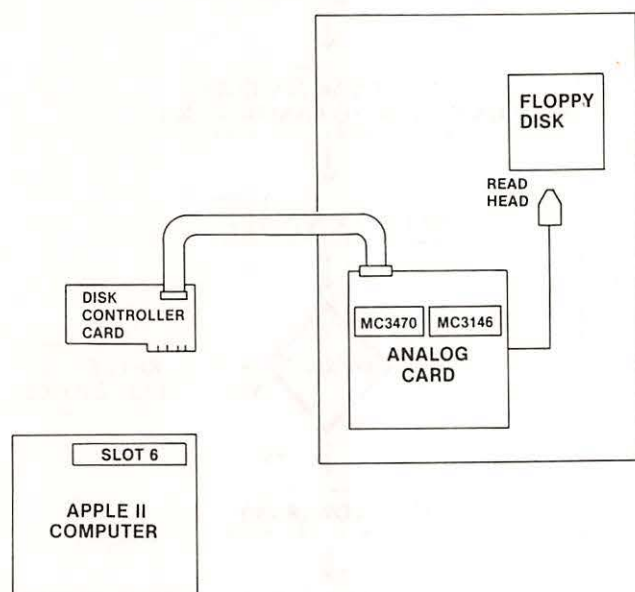 FLOPPY
DISK
READ
HEAD
DISK
CONTROLLER
CARD
MC3470
MC3146
ANALOG
CARD
SLOT 6
APPLE II
COMPUTER